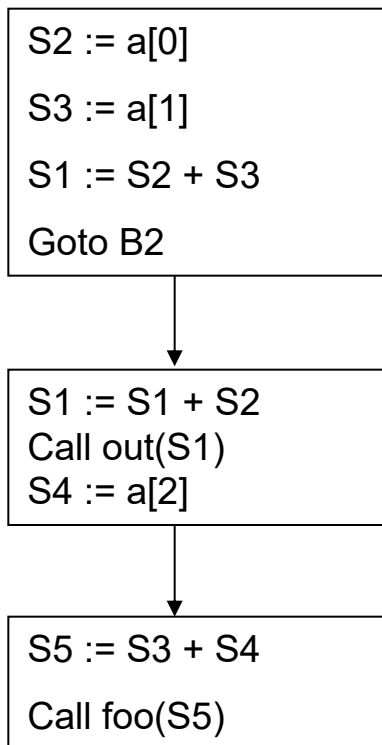 S2 := a[0]
S3 := a[1]
S1 := S2 + S3
Goto B2
S1 := S1 + S2
Call out(S1)
S4 := a[2]
S5 := S3 + S4
Call foo(S5)